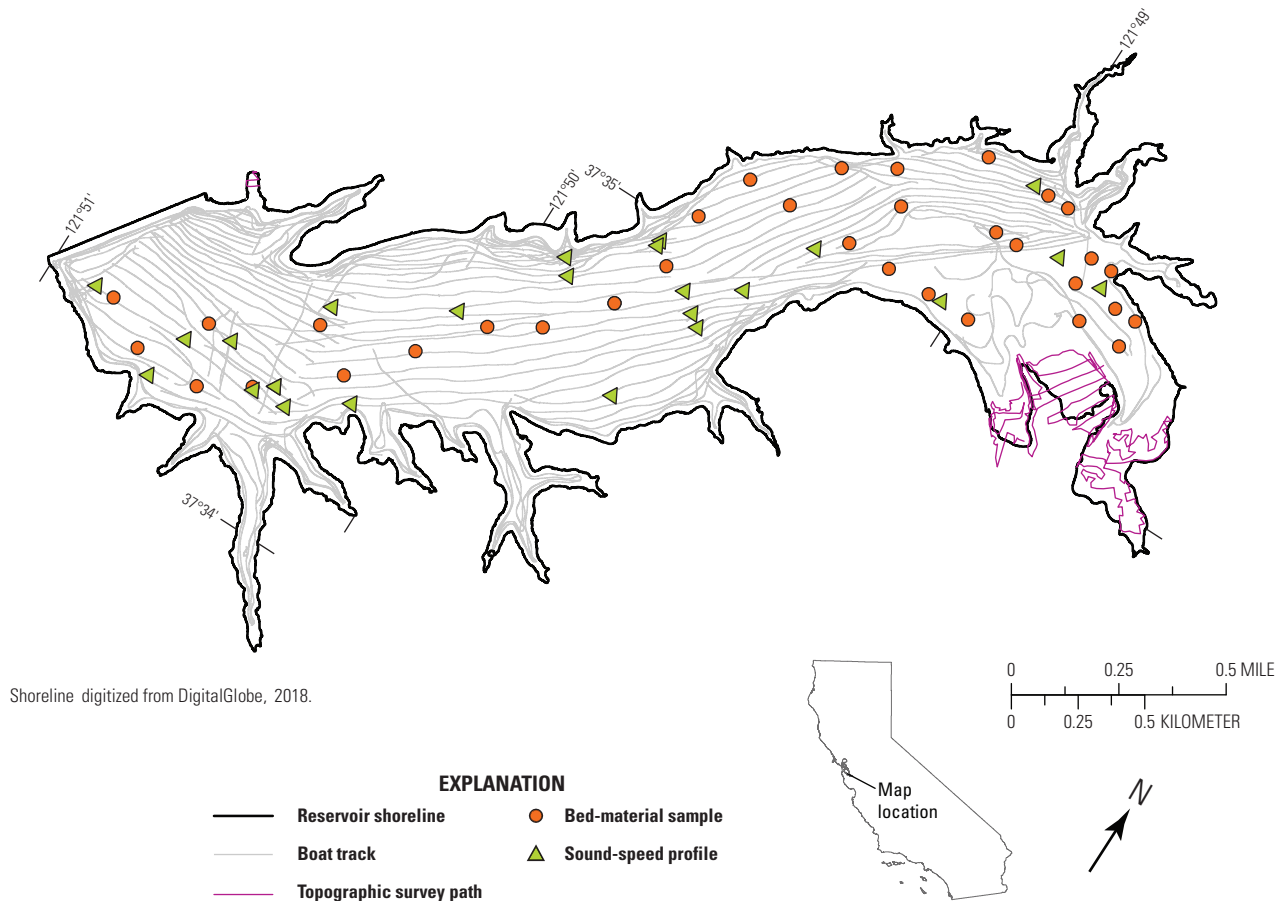 121°49'
121°50'
37°35'
121°51'
37°34'
Shoreline digitized from DigitalGlobe, 2018.
0 0.25 0.5 MILE
0 0.25 0.5 KILOMETER
N
Map
location
EXPLANATION
Reservoir shoreline
Bed-material sample
Boat track
Sound-speed profile
Topographic survey path